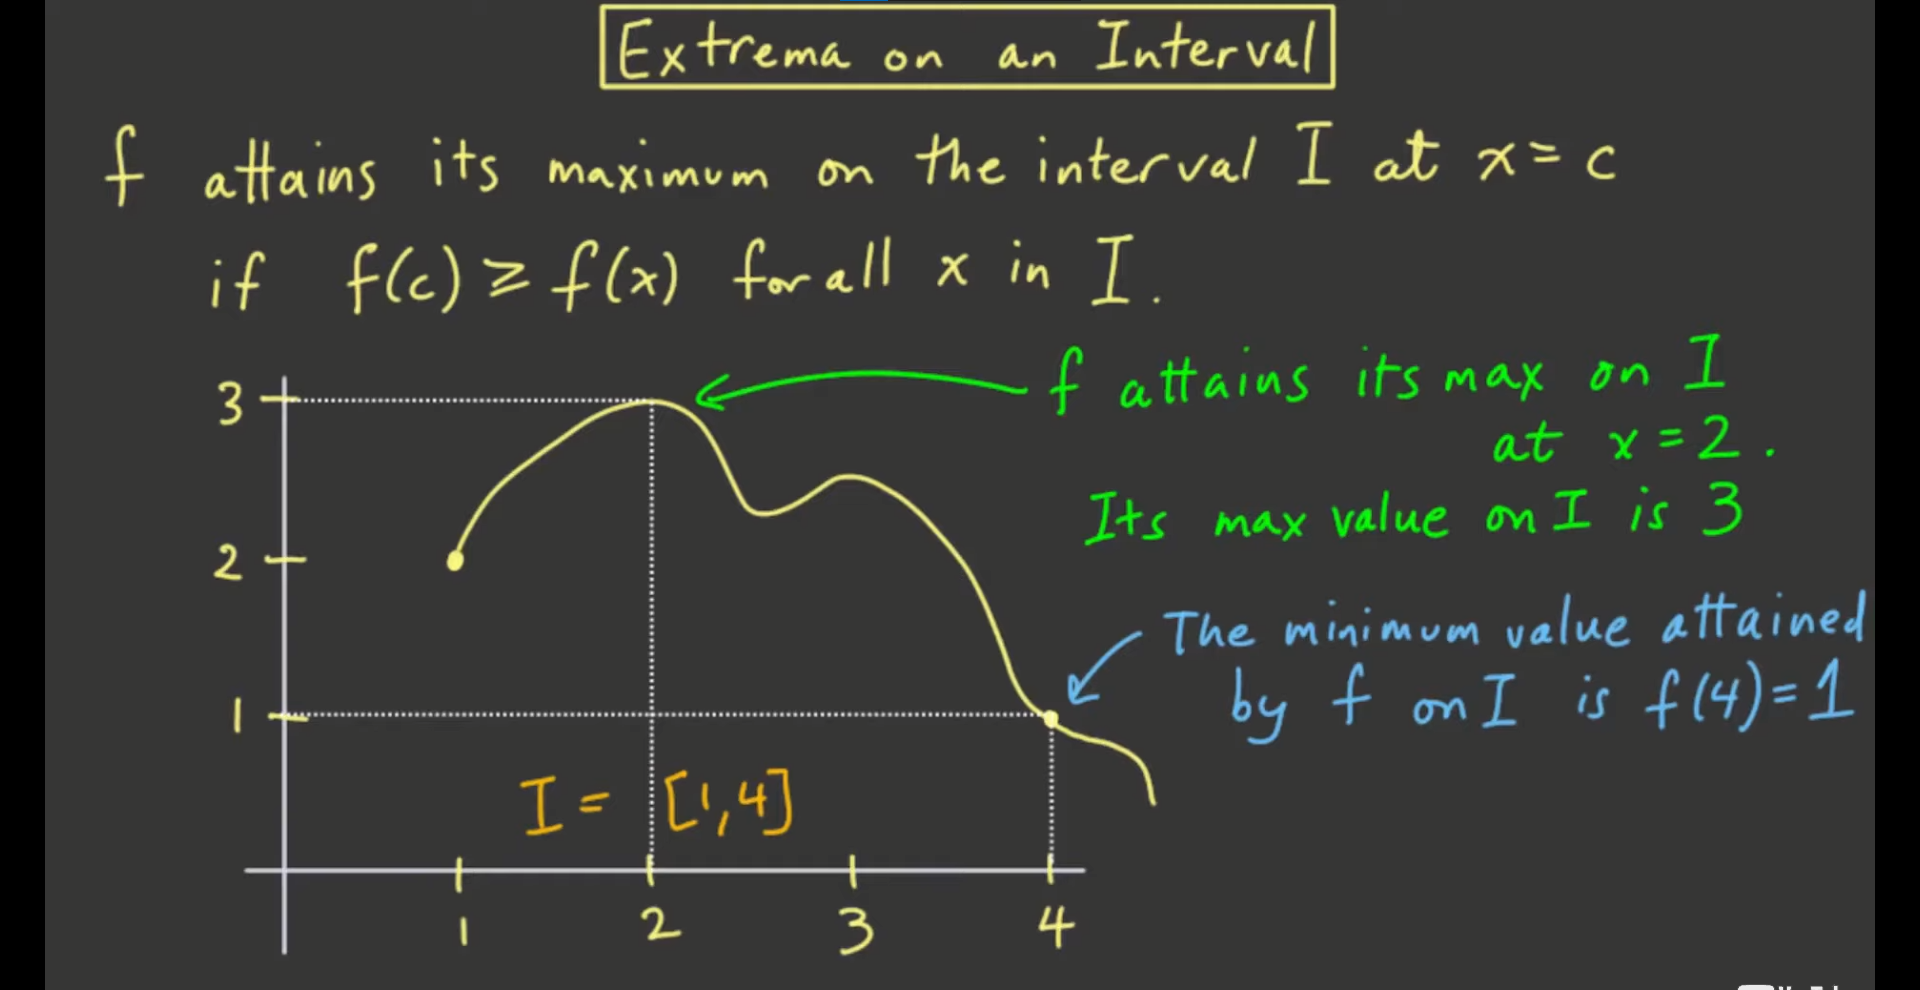 Extrema on an Interval
f attains its maximum on the interval I at x = c
if f(c) ≥ f(x) for all x in I.
f attains its max on I
at x = 2.
Its max value on I is 3
The minimum value attained
by f on I is f(4) = 1
3
2
1
I = [1,4]
1 2 3 4